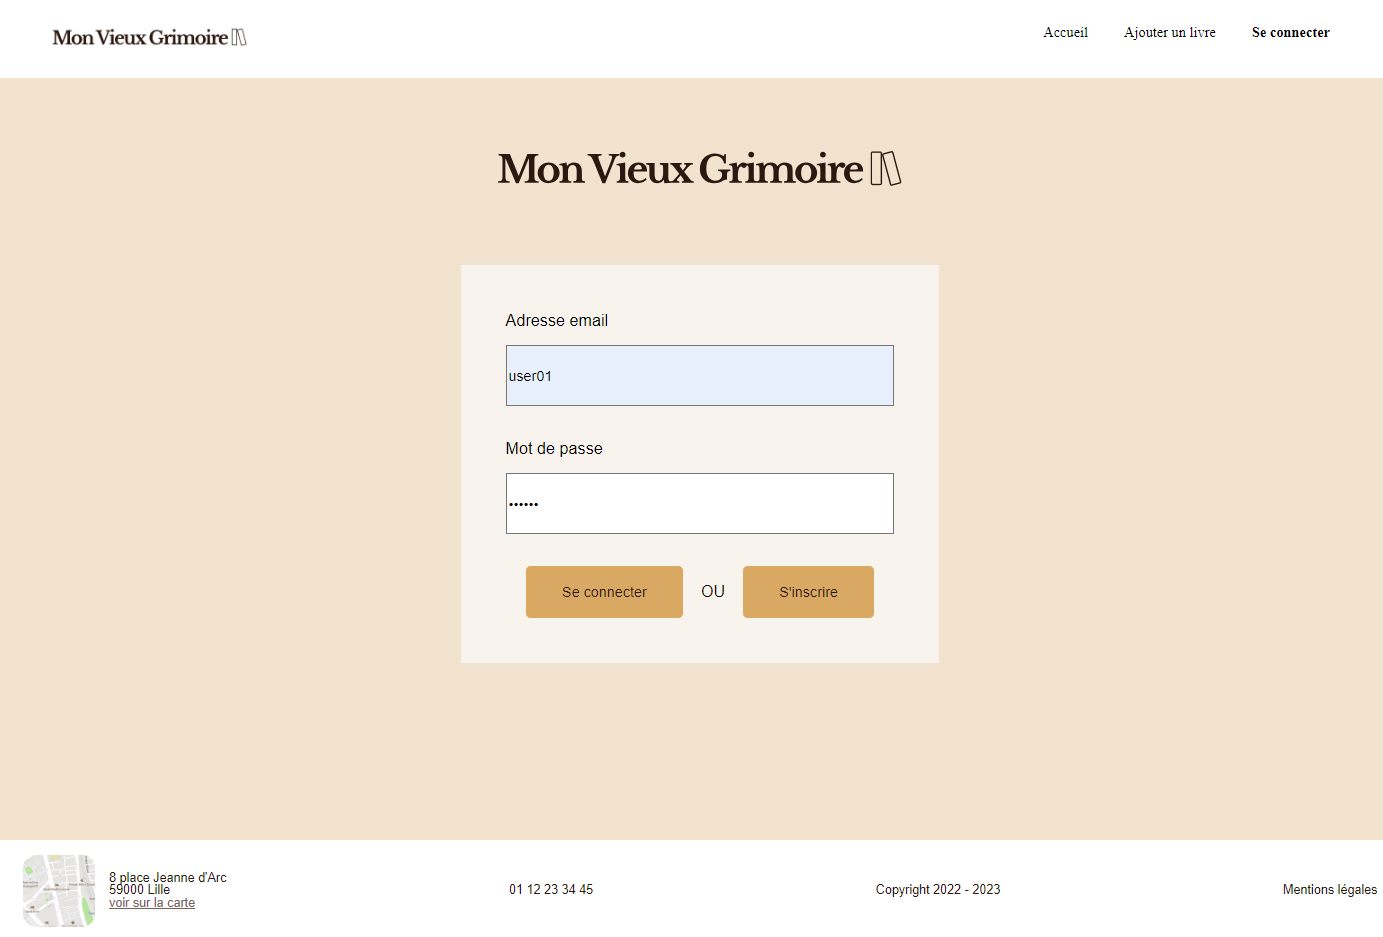 Mon Vieux Grimoire
Accueil
Ajouter un livre
Se connecter
Mon Vieux Grimoire
Adresse email
user01
Mot de passe
••••••
Se connecter
OU
S'inscrire
8 place Jeanne d'Arc
59000 Lille
voir sur la carte
01 12 23 34 45
Copyright 2022 - 2023
Mentions légales